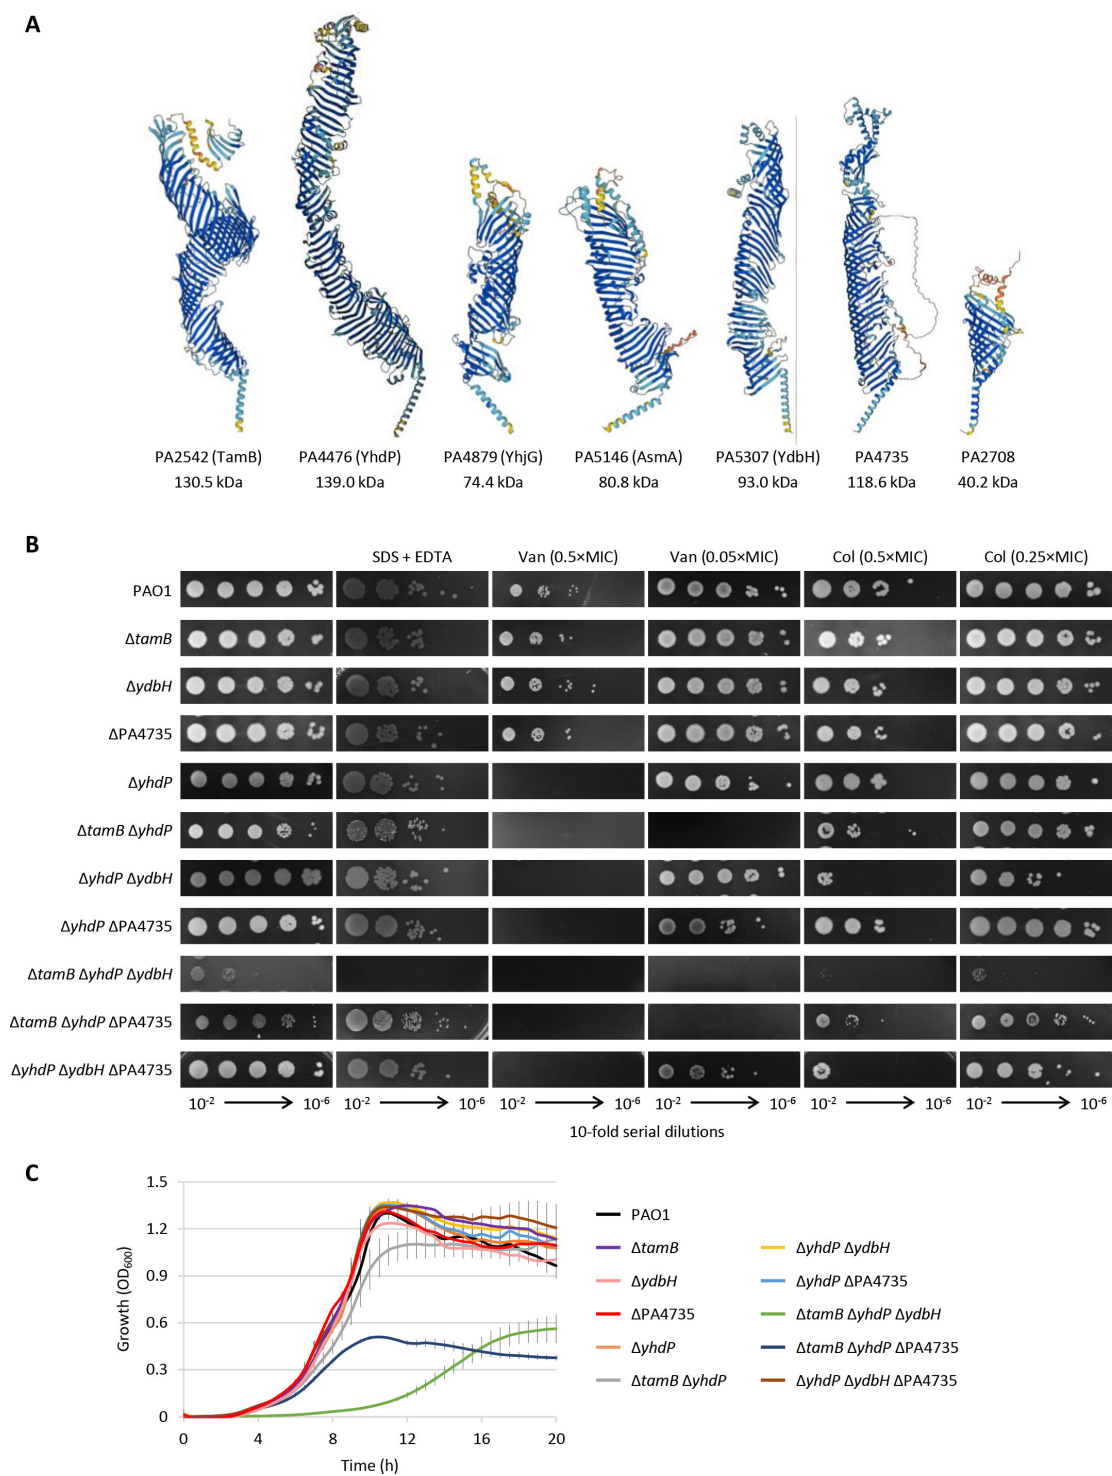 A
PA2542 (TamB) PA4476 (YhdP) PA4879 (YhjG) PA5146 (AsmA) PA5307 (YdbH) PA4735 PA2708
130.5 kDa 139.0 kDa 74.4 kDa 80.8 kDa 93.0 kDa 118.6 kDa 40.2 kDa
B
SDS + EDTA Van (0.5×MIC) Van (0.05×MIC) Col (0.5×MIC) Col (0.25×MIC)
PAO1
ΔtamB
ΔydbH
ΔPA4735
ΔyhdP
ΔtamB ΔyhdP
ΔyhdP ΔydbH
ΔyhdP ΔPA4735
ΔtamB ΔyhdP ΔydbH
ΔtamB ΔyhdP ΔPA4735
ΔyhdP ΔydbH ΔPA4735
10⁻² 10⁻⁶ 10⁻² 10⁻⁶ 10⁻² 10⁻⁶ 10⁻² 10⁻⁶ 10⁻² 10⁻⁶ 10⁻² 10⁻⁶
10-fold serial dilutions
C
1.5
1.2
0.9
0.6
0.3
0
Growth (OD₆₀₀)
0 4 8 12 16 20
Time (h)
PAO1
ΔtamB ΔyhdP ΔydbH
ΔydbH ΔyhdP ΔPA4735
ΔPA4735 ΔtamB ΔyhdP ΔydbH
ΔyhdP ΔtamB ΔyhdP ΔPA4735
ΔtamB ΔyhdP ΔyhdP ΔydbH ΔPA4735